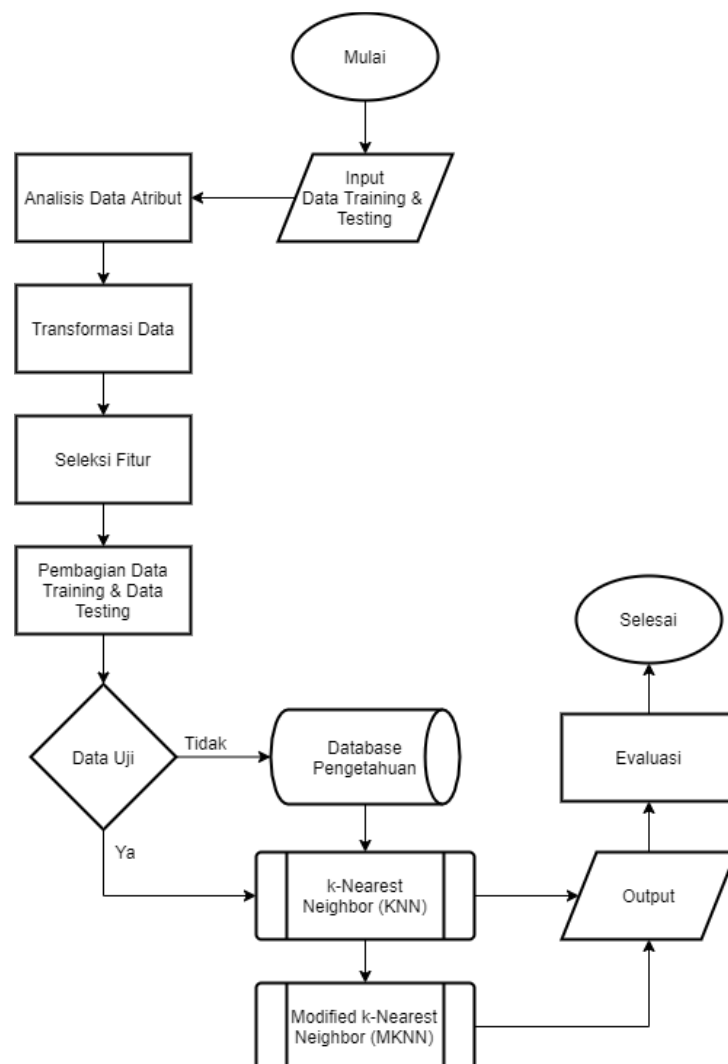 Mulai
Input
Data Training &
Testing
Analisis Data Atribut
Transformasi Data
Seleksi Fitur
Pembagian Data
Training & Data
Testing
Data Uji
Tidak
Ya
Database
Pengetahuan
k-Nearest
Neighbor (KNN)
Modified k-Nearest
Neighbor (MKNN)
Output
Evaluasi
Selesai